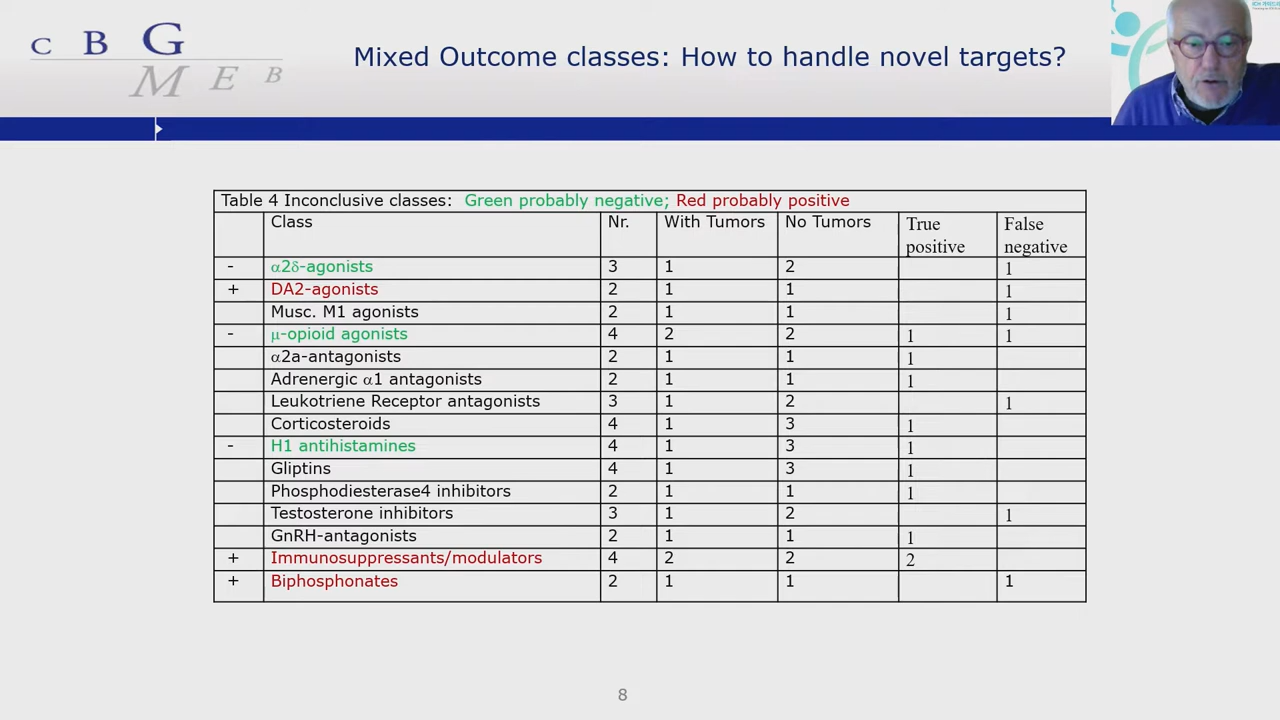 C B G
M E B
Mixed Outcome classes: How to handle novel targets?
Table 4 Inconclusive classes: Green probably negative; Red probably positive
Class Nr. With Tumors No Tumors True positive False negative
- α2δ-agonists 3 1 2 1
+ DA2-agonists 2 1 1 1
Musc. M1 agonists 2 1 1 1
- μ-opioid agonists 4 2 2 1 1
α2a-antagonists 2 1 1 1
Adrenergic α1 antagonists 2 1 1 1
Leukotriene Receptor antagonists 3 1 2 1
Corticosteroids 4 1 3 1
- H1 antihistamines 4 1 3 1
Gliptins 4 1 3 1
Phosphodiesterase4 inhibitors 2 1 1 1
Testosterone inhibitors 3 1 2 1
GnRH-antagonists 2 1 1 1
+ Immunosuppressants/modulators 4 2 2 2
+ Biphosphonates 2 1 1 1
8